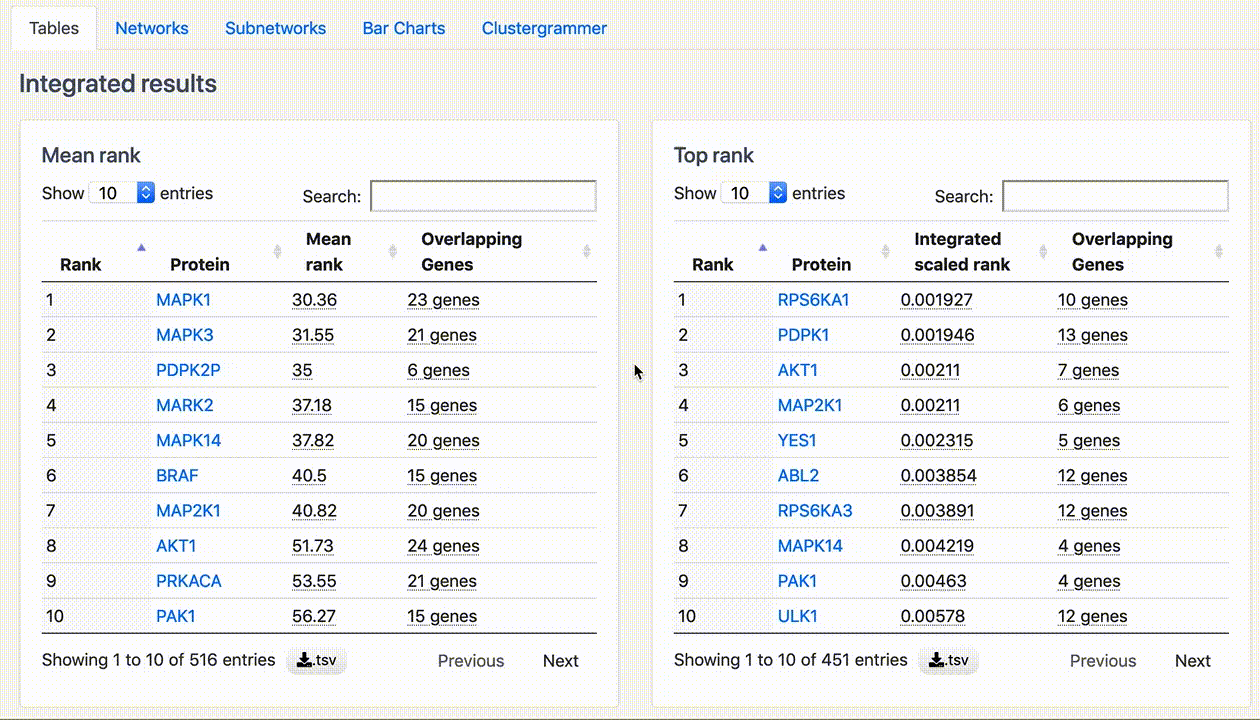 Tables Networks Subnetworks Bar Charts Clustergrammer
Integrated results
Mean rank
Show 10 entries Search:
Rank Protein Mean rank Overlapping Genes
1 MAPK1 30.36 23 genes
2 MAPK3 31.55 21 genes
3 PDPK2P 35 6 genes
4 MARK2 37.18 15 genes
5 MAPK14 37.82 20 genes
6 BRAF 40.5 15 genes
7 MAP2K1 40.82 20 genes
8 AKT1 51.73 24 genes
9 PRKACA 53.55 21 genes
10 PAK1 56.27 15 genes
Showing 1 to 10 of 516 entries .tsv Previous Next
Top rank
Show 10 entries Search:
Rank Protein Integrated scaled rank Overlapping Genes
1 RPS6KA1 0.001927 10 genes
2 PDPK1 0.001946 13 genes
3 AKT1 0.00211 7 genes
4 MAP2K1 0.00211 6 genes
5 YES1 0.002315 5 genes
6 ABL2 0.003854 12 genes
7 RPS6KA3 0.003891 12 genes
8 MAPK14 0.004219 4 genes
9 PAK1 0.00463 4 genes
10 ULK1 0.00578 12 genes
Showing 1 to 10 of 451 entries .tsv Previous Next